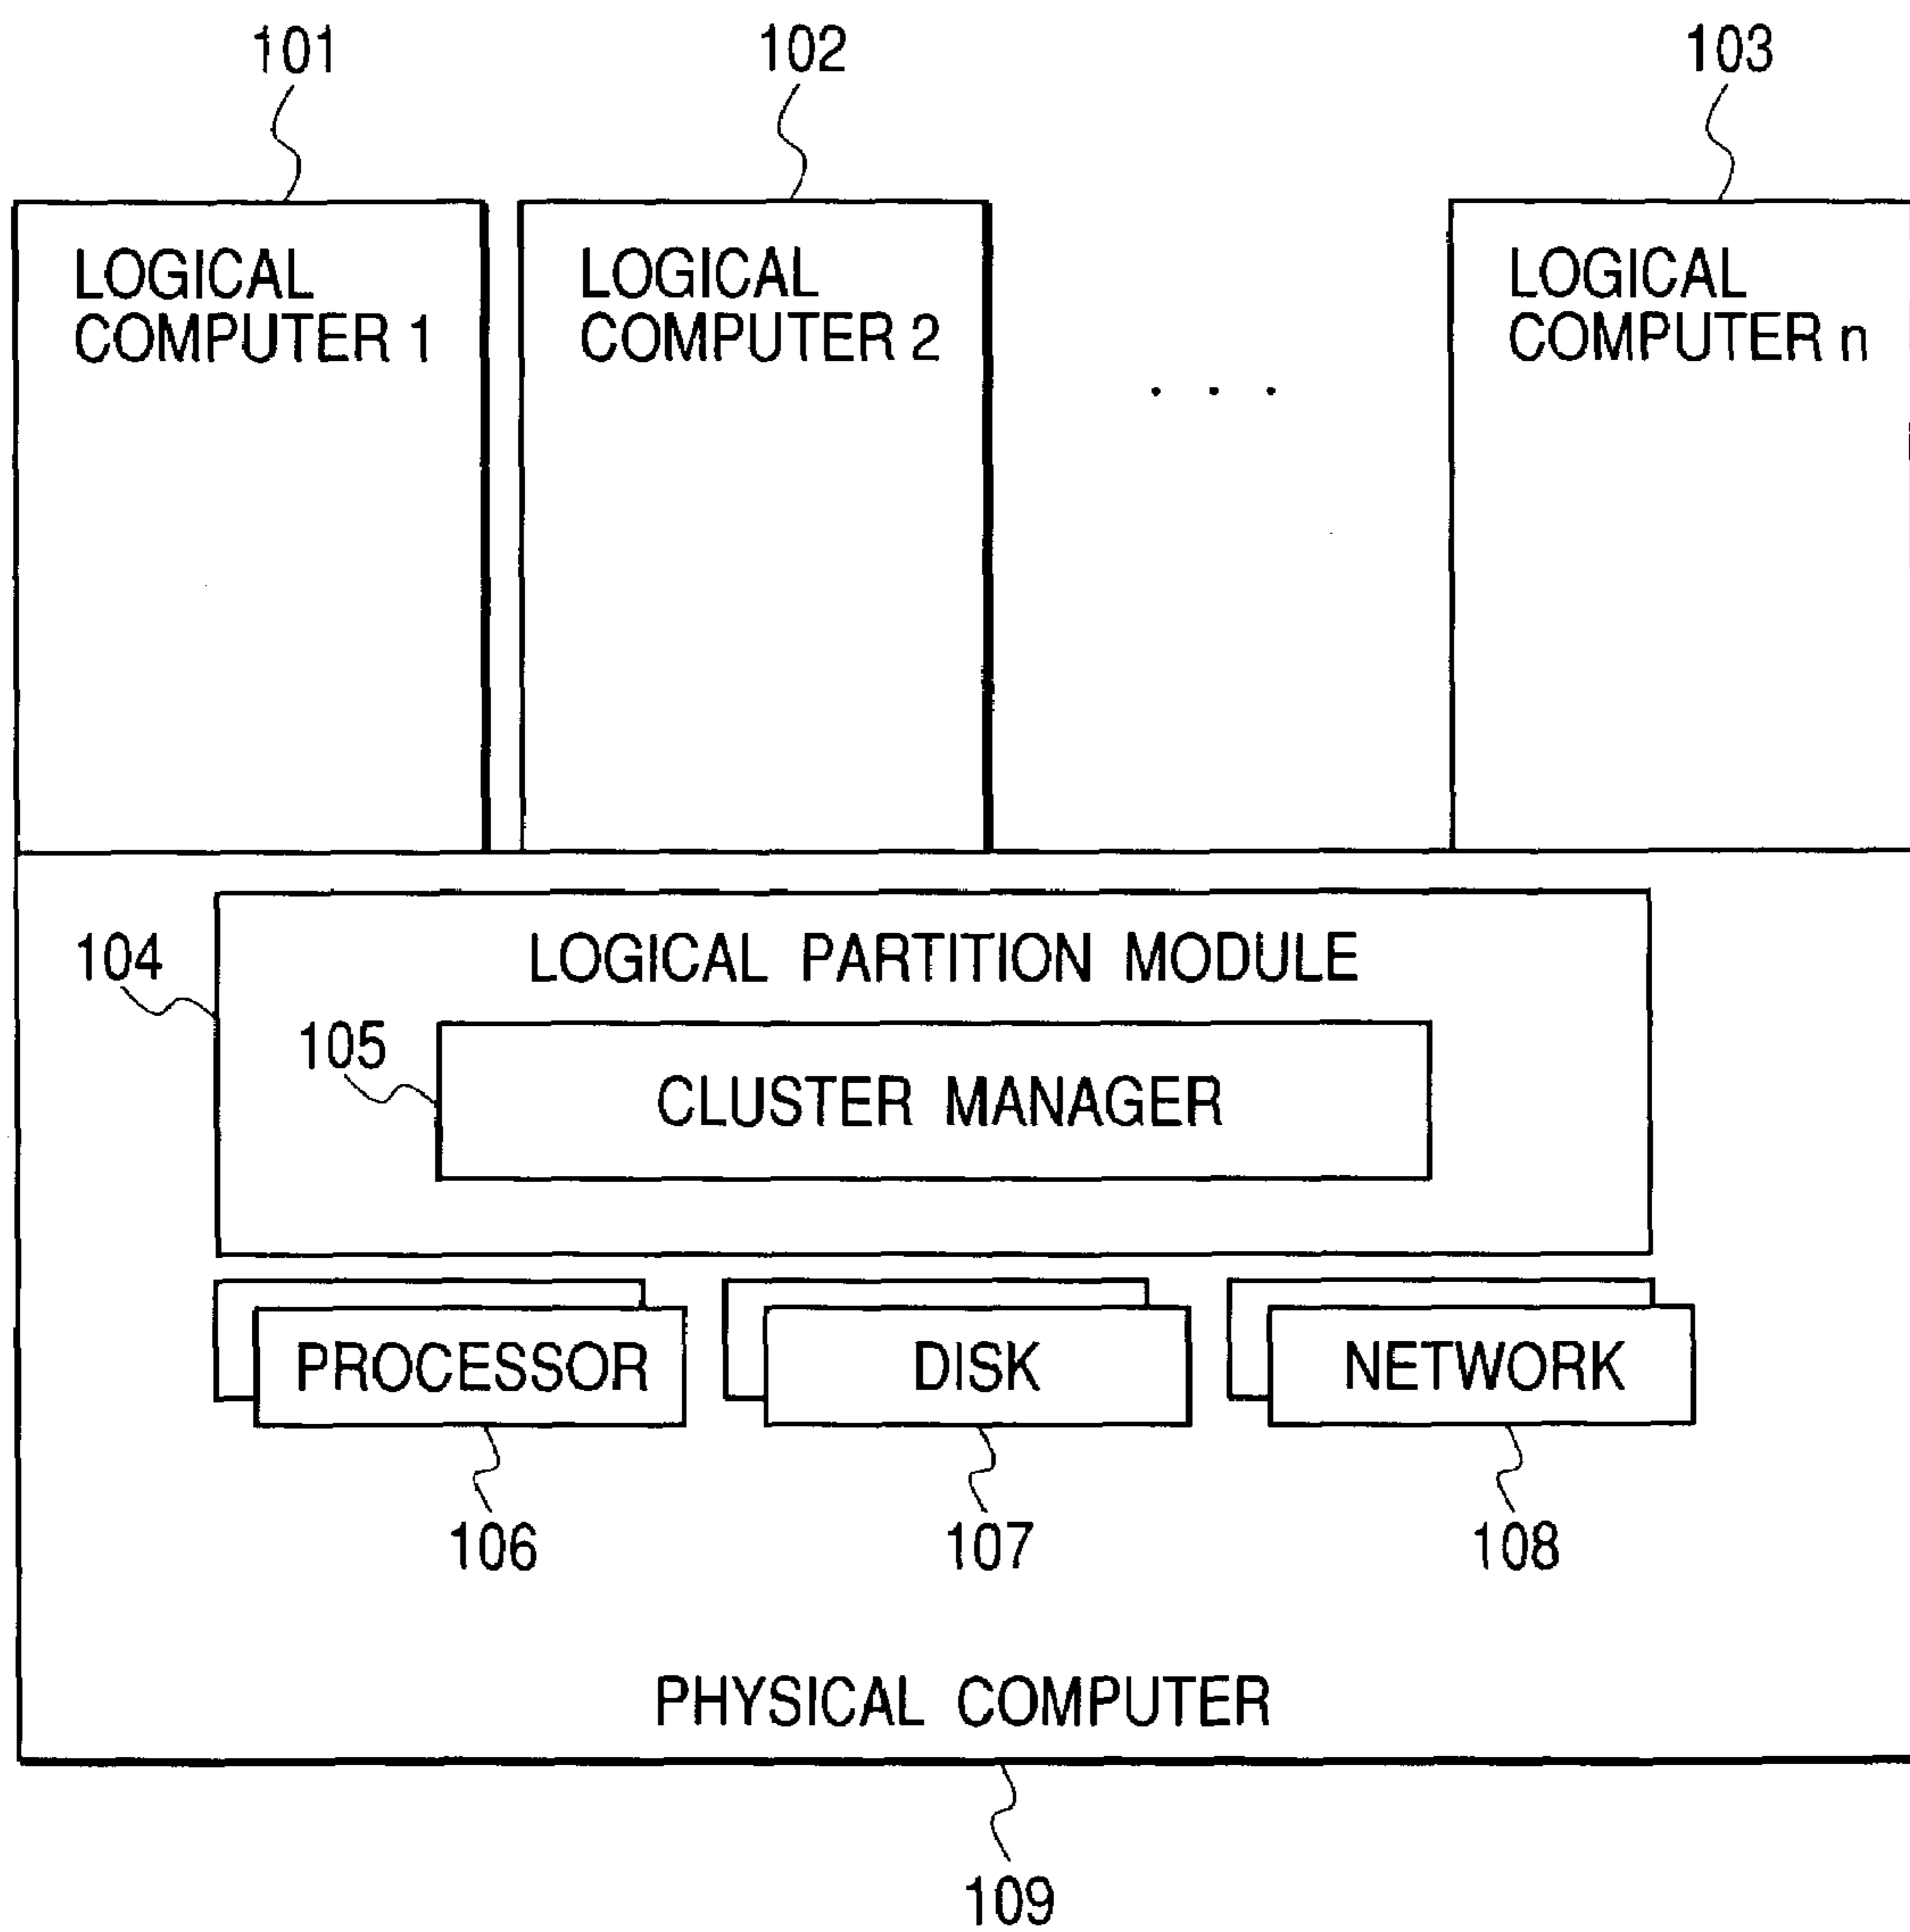 101
102
103
LOGICAL
COMPUTER 1
LOGICAL
COMPUTER 2
. . .
LOGICAL
COMPUTER n
104
LOGICAL PARTITION MODULE
105
CLUSTER MANAGER
PROCESSOR
DISK
NETWORK
106
107
108
PHYSICAL COMPUTER
109